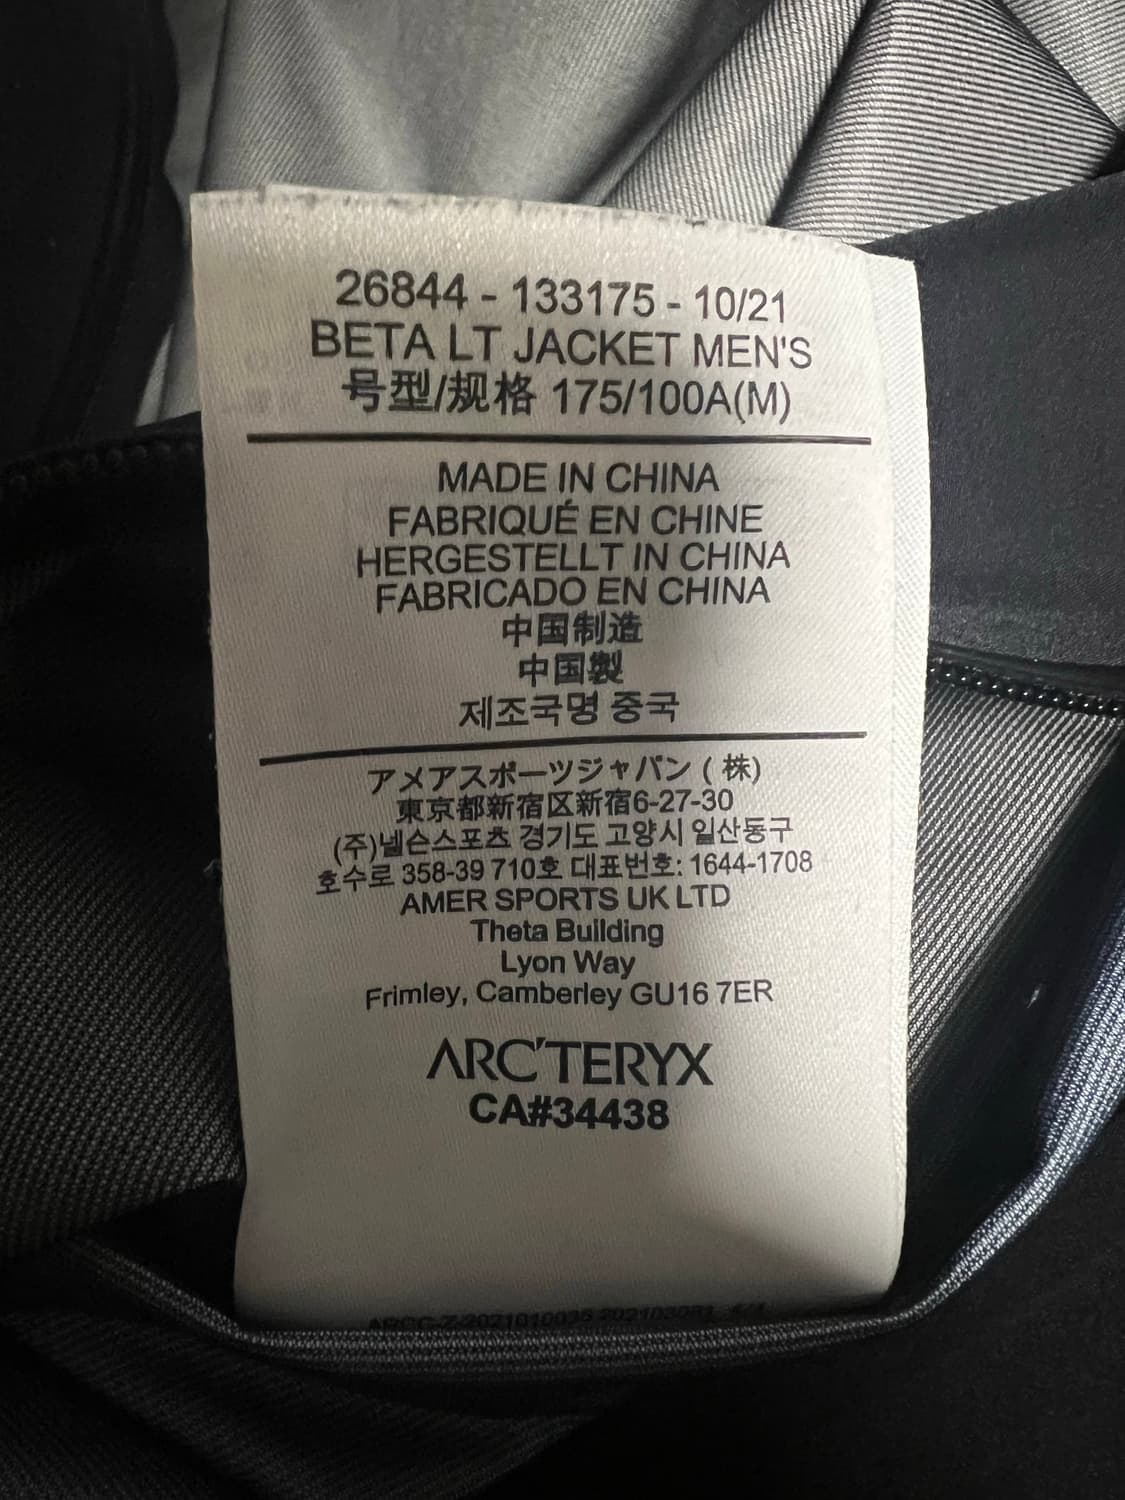 26844 - 133175 - 10/21
BETA LT JACKET MEN'S
号型/规格 175/100A(M)
MADE IN CHINA
FABRIQUÉ EN CHINE
HERGESTELLT IN CHINA
FABRICADO EN CHINA
中国制造
中国製
제조국명 중국
アメアスポーツジャパン ( 株)
東京都新宿区新宿6-27-30
(주)넬슨스포츠 경기도 고양시 일산동구
호수로 358-39 710호 대표번호: 1644-1708
AMER SPORTS UK LTD
Theta Building
Lyon Way
Frimley, Camberley GU16 7ER
ARC'TERYX
CA#34438